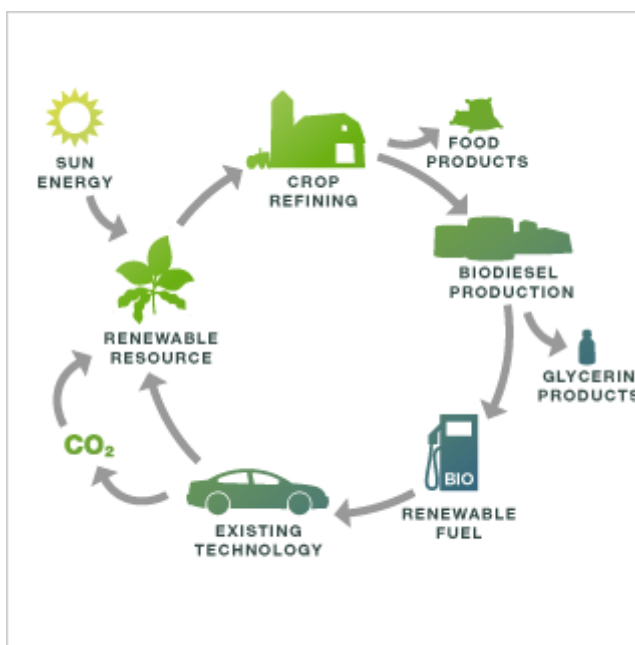 SUN
ENERGY
CROP
REFINING
FOOD
PRODUCTS
BIODIESEL
PRODUCTION
GLYCERIN
PRODUCTS
BIO
RENEWABLE
FUEL
EXISTING
TECHNOLOGY
CO₂
RENEWABLE
RESOURCE